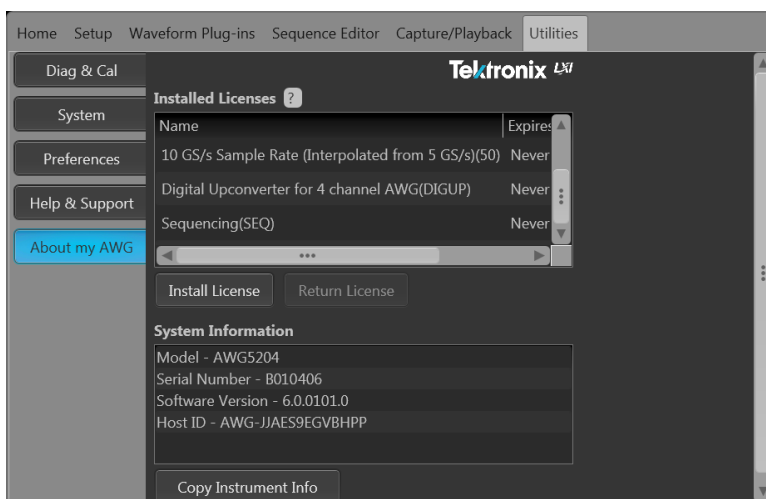 Home Setup Waveform Plug-ins Sequence Editor Capture/Playback Utilities
Diag & Cal
System
Preferences
Help & Support
About my AWG
Tektronix LXI
Installed Licenses ?
Name Expires
10 GS/s Sample Rate (Interpolated from 5 GS/s)(50) Never
Digital Upconverter for 4 channel AWG(DIGUP) Never
Sequencing(SEQ) Never
Install License Return License
System Information
Model - AWG5204
Serial Number - B010406
Software Version - 6.0.0101.0
Host ID - AWG-JJAES9EGVBHPP
Copy Instrument Info